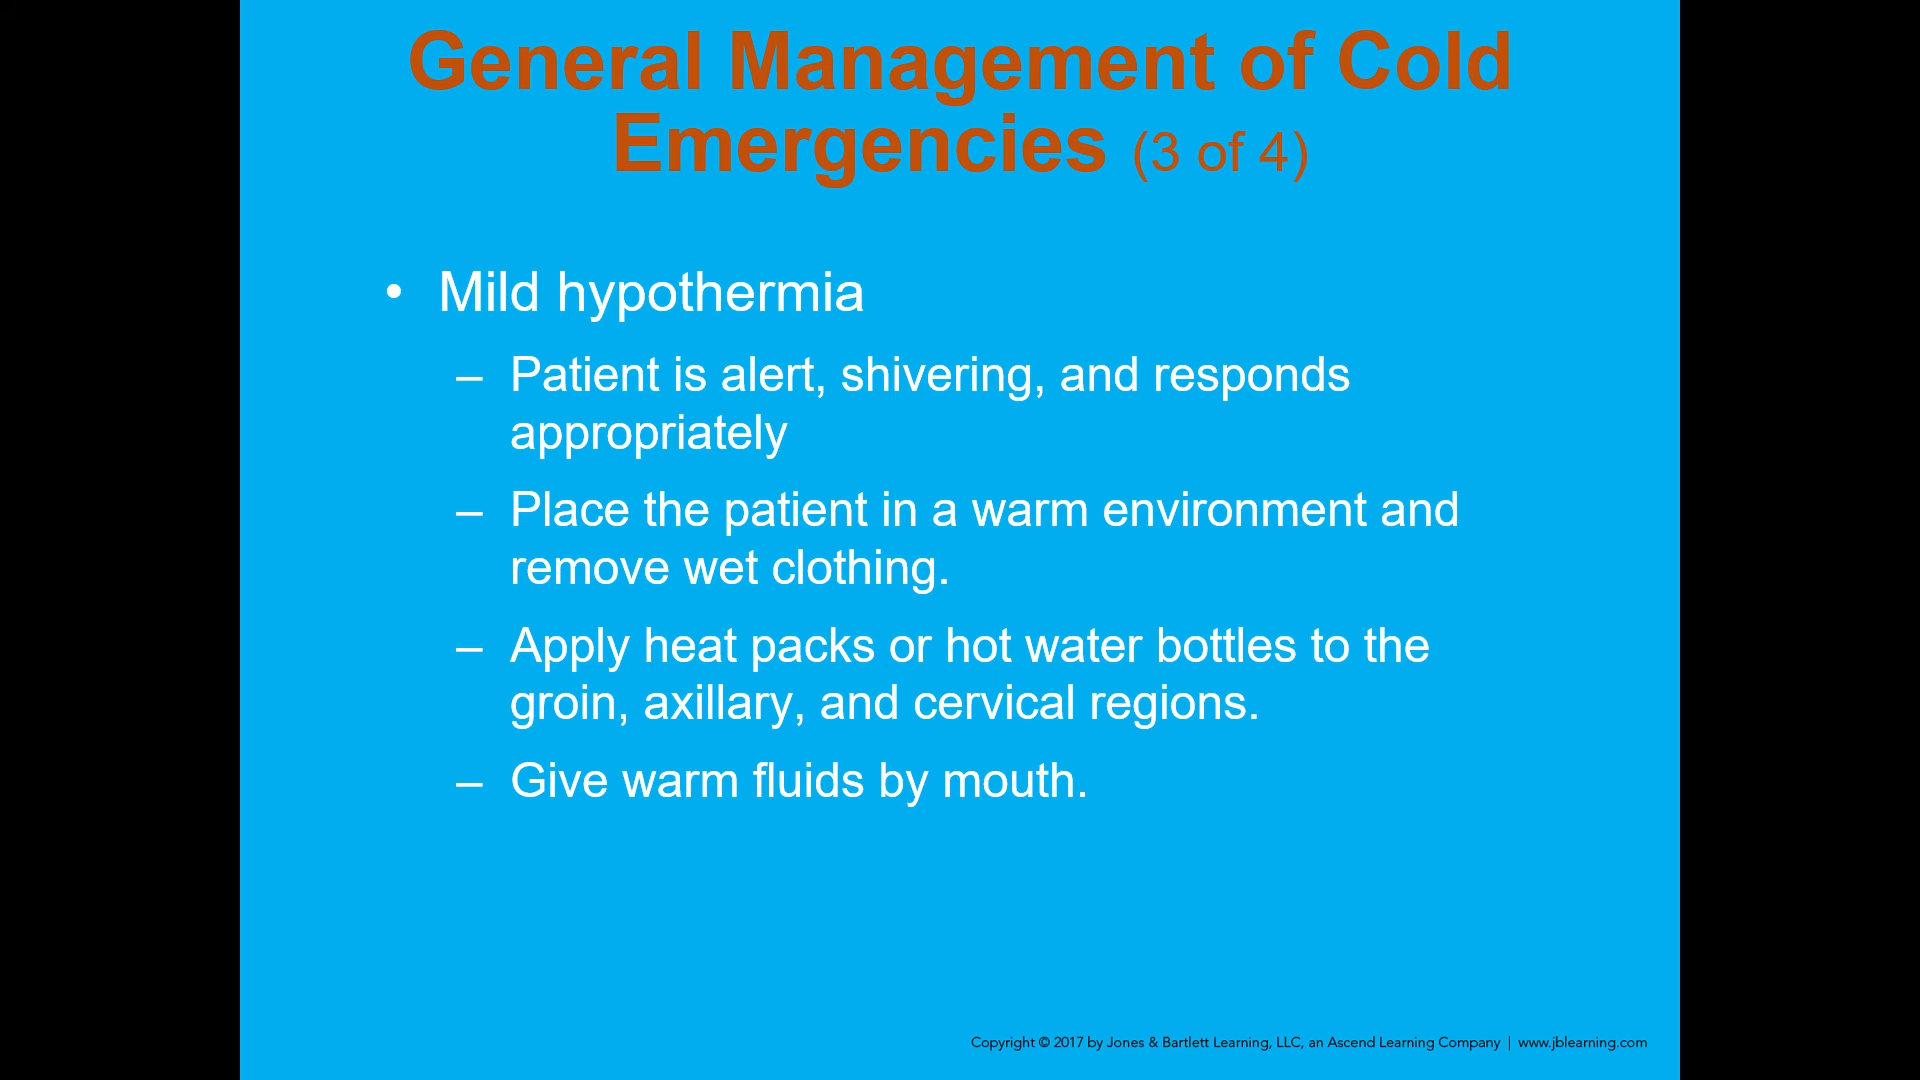 General Management of Cold
Emergencies (3 of 4)
• Mild hypothermia
– Patient is alert, shivering, and responds
appropriately
– Place the patient in a warm environment and
remove wet clothing.
– Apply heat packs or hot water bottles to the
groin, axillary, and cervical regions.
– Give warm fluids by mouth.
Copyright © 2017 by Jones & Bartlett Learning, LLC, an Ascend Learning Company | www.jblearning.com